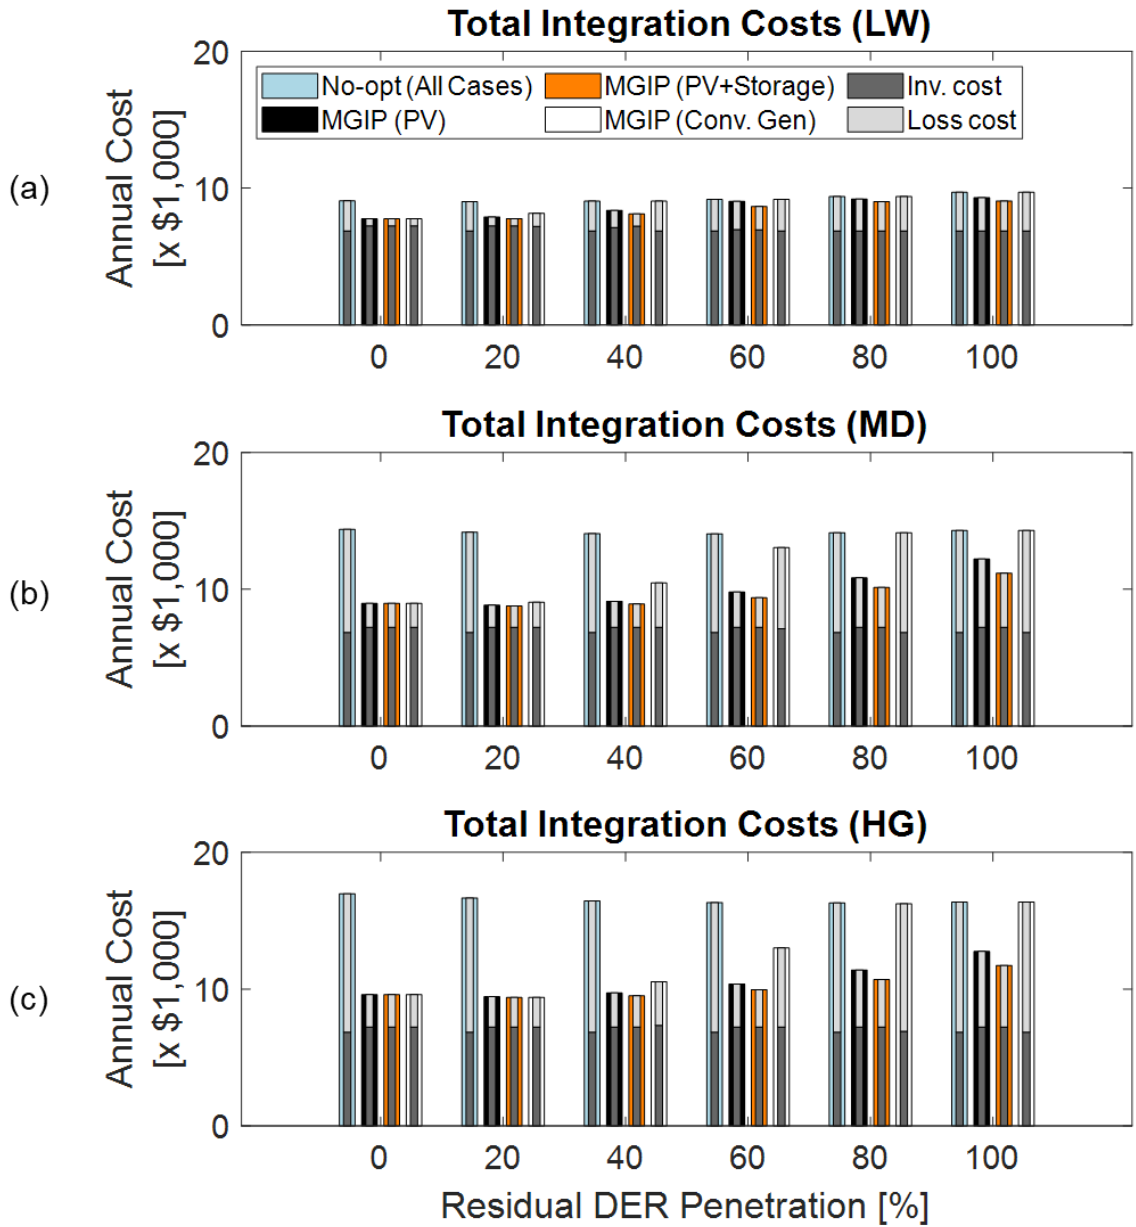 Total Integration Costs (LW)
(a)
Annual Cost
[x $1,000]
20
10
0
No-opt (All Cases) MGIP (PV+Storage) Inv. cost
MGIP (PV) MGIP (Conv. Gen) Loss cost
0 20 40 60 80 100
Total Integration Costs (MD)
(b)
Annual Cost
[x $1,000]
20
10
0
0 20 40 60 80 100
Total Integration Costs (HG)
(c)
Annual Cost
[x $1,000]
20
10
0
0 20 40 60 80 100
Residual DER Penetration [%]